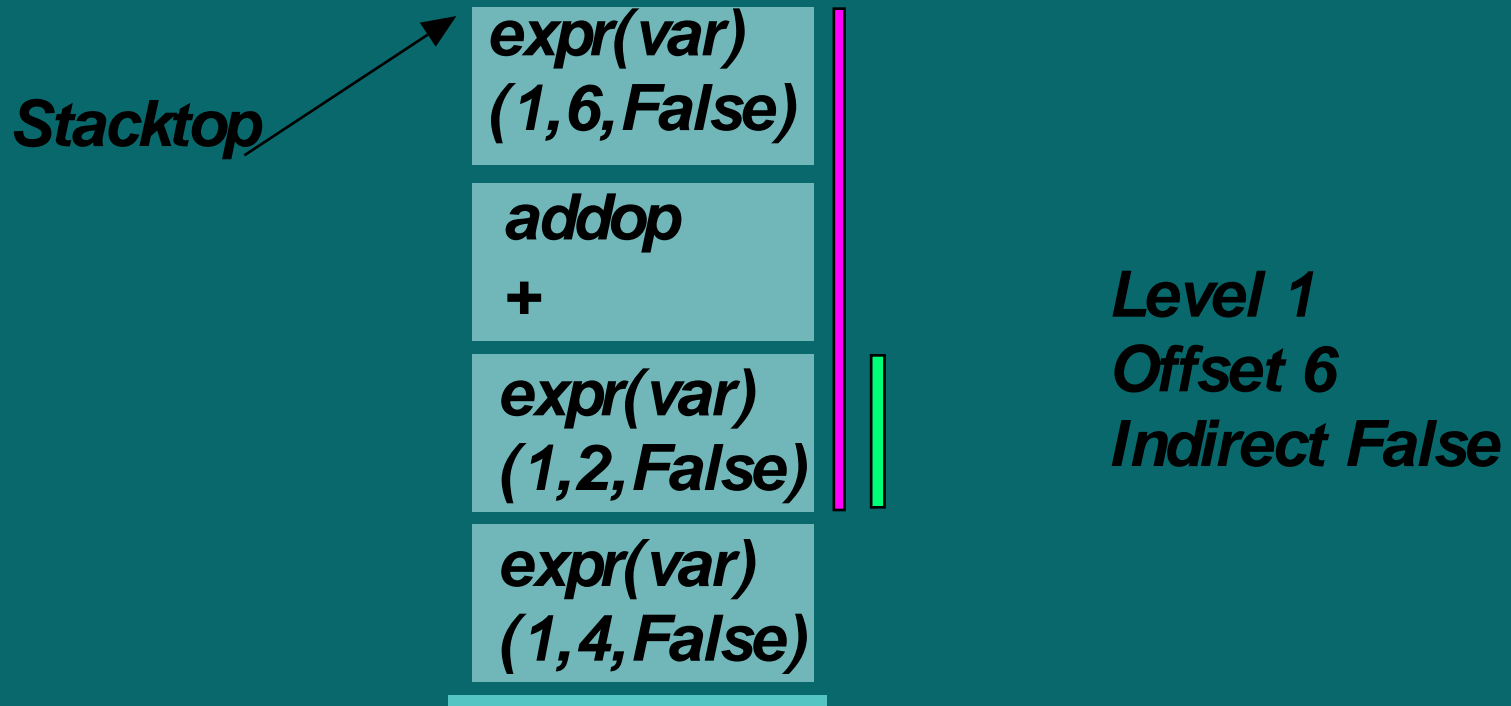 Stacktop
expr(var)
(1,6,False)
addop
+
expr(var)
(1,2,False)
expr(var)
(1,4,False)
Level 1
Offset 6
Indirect False